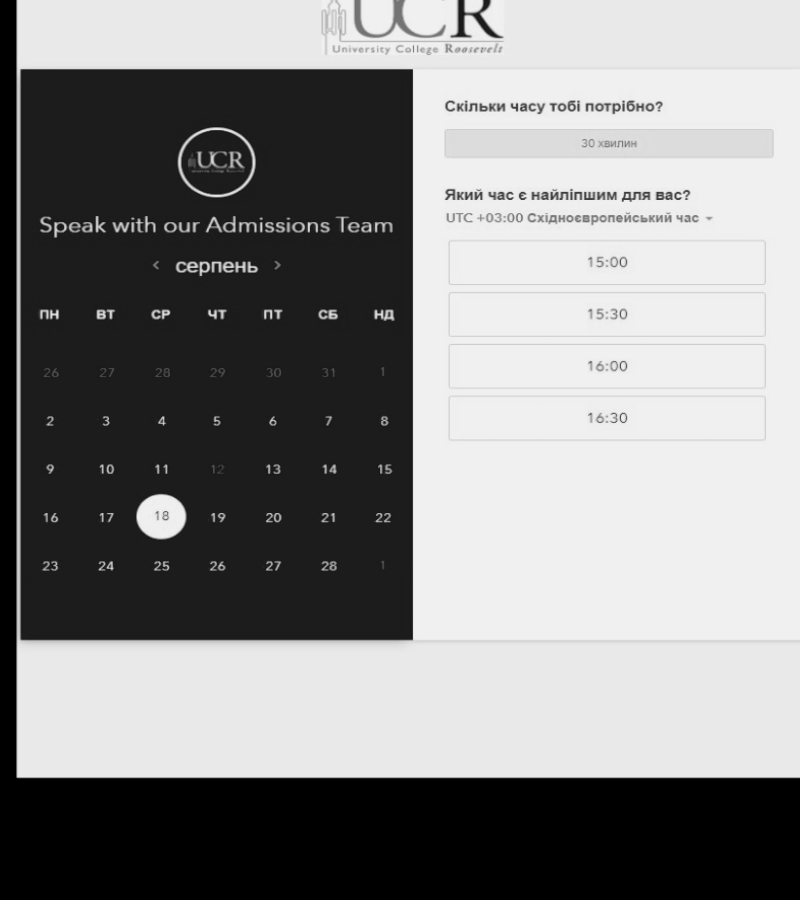 UCR
University College Roosevelt
UCR
Speak with our Admissions Team
< серпень >
ПН ВТ СР ЧТ ПТ СБ НД
26 27 28 29 30 31 1
2 3 4 5 6 7 8
9 10 11 12 13 14 15
16 17 18 19 20 21 22
23 24 25 26 27 28 1
Скільки часу тобі потрібно?
30 хвилин
Який час є найліпшим для вас?
UTC +03:00 Східноєвропейський час
15:00
15:30
16:00
16:30